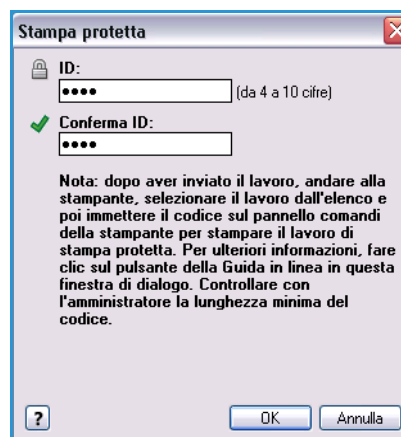 Stampa protetta
ID:
●●●● (da 4 a 10 cifre)
Conferma ID:
●●●●
Nota: dopo aver inviato il lavoro, andare alla
stampante, selezionare il lavoro dall'elenco e
poi immettere il codice sul pannello comandi
della stampante per stampare il lavoro di
stampa protetta. Per ulteriori informazioni, fare
clic sul pulsante della Guida in linea in questa
finestra di dialogo. Controllare con
l'amministratore la lunghezza minima del
codice.
? OK Annulla